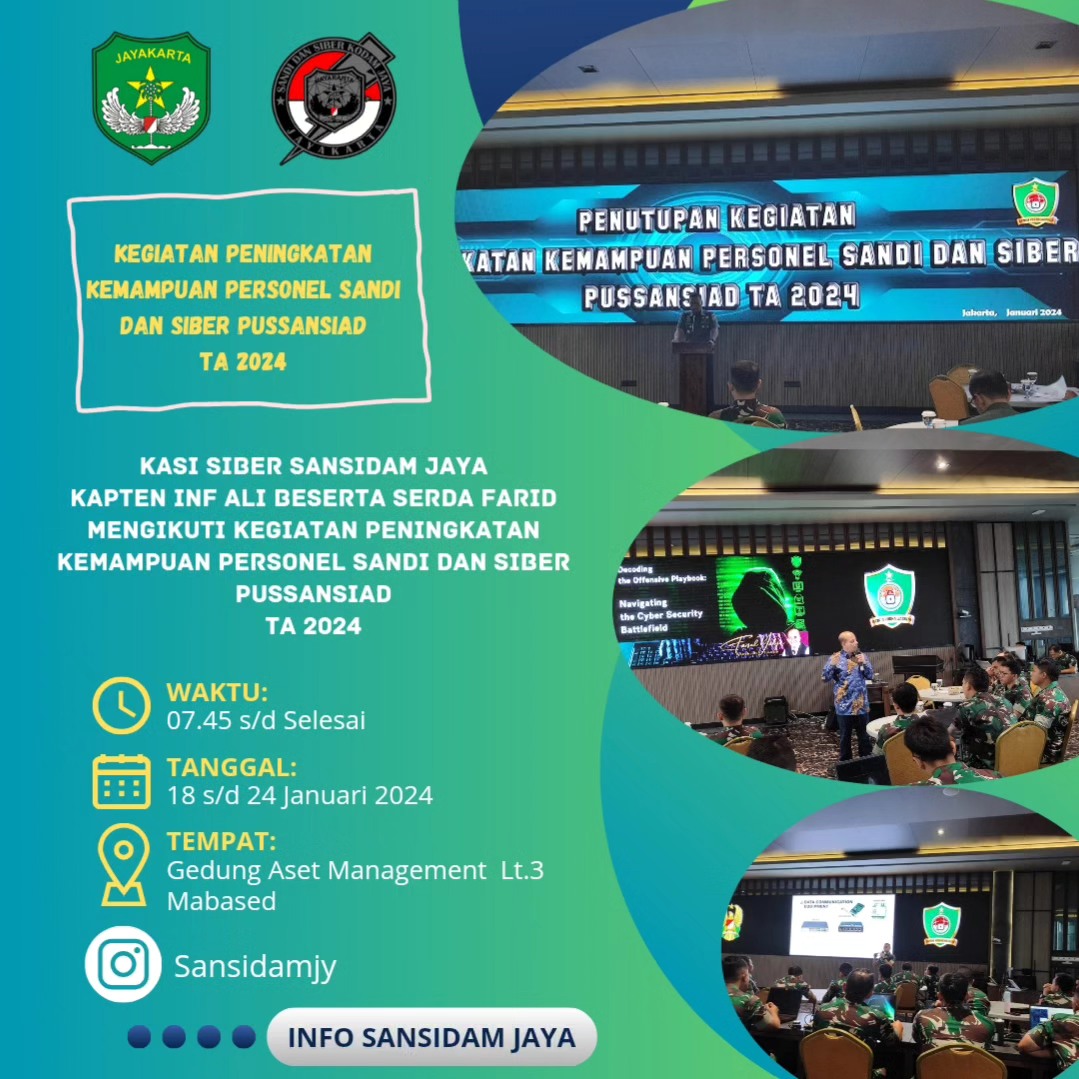 JAYAKARTA
SANDI DAN SIBER KODAM JAYA
JAYAKARTA
KEGIATAN PENINGKATAN
KEMAMPUAN PERSONEL SANDI
DAN SIBER PUSSANSIAD
TA 2024
KASI SIBER SANSIDAM JAYA
KAPTEN INF ALI BESERTA SERDA FARID
MENGIKUTI KEGIATAN PENINGKATAN
KEMAMPUAN PERSONEL SANDI DAN SIBER
PUSSANSIAD
TA 2024
WAKTU:
07.45 s/d Selesai
TANGGAL:
18 s/d 24 Januari 2024
TEMPAT:
Gedung Aset Management Lt.3
Mabased
Sansidamjy
INFO SANSIDAM JAYA
PENUTUPAN KEGIATAN
KATAN KEMAMPUAN PERSONEL SANDI DAN SIBER
PUSSANSIAD TA 2024
Jakarta, Januari 2024
Decoding
the Offensive Playbook:
Navigating
the Cyber Security
Battlefield
DATA COMMUNICATION
EQUIPMENT